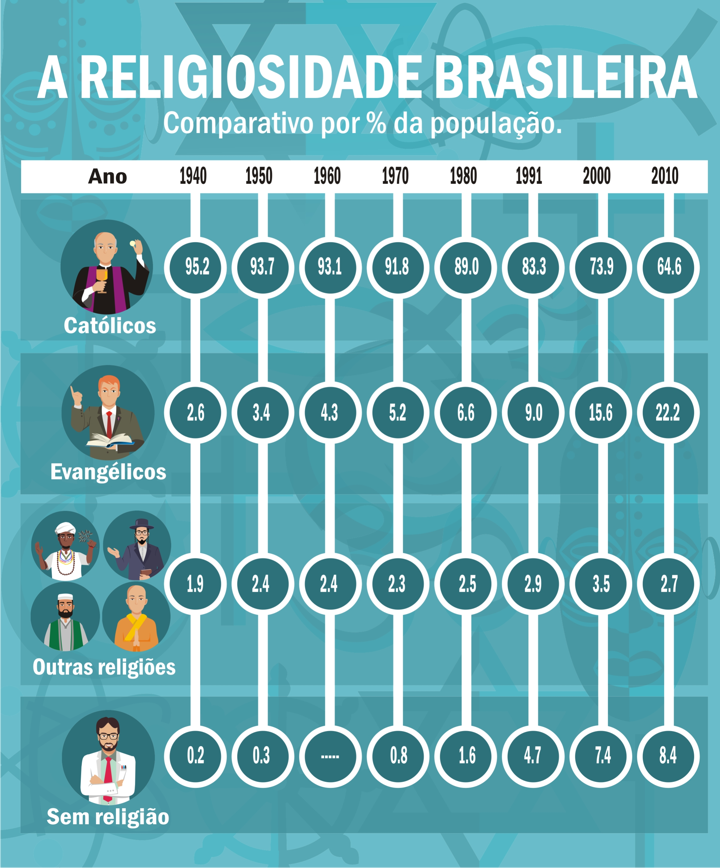 A RELIGIOSIDADE BRASILEIRA
Comparativo por % da população.
Ano 1940 1950 1960 1970 1980 1991 2000 2010
95.2 93.7 93.1 91.8 89.0 83.3 73.9 64.6
Católicos
2.6 3.4 4.3 5.2 6.6 9.0 15.6 22.2
Evangélicos
1.9 2.4 2.4 2.3 2.5 2.9 3.5 2.7
Outras religiões
0.2 0.3 ----- 0.8 1.6 4.7 7.4 8.4
Sem religião